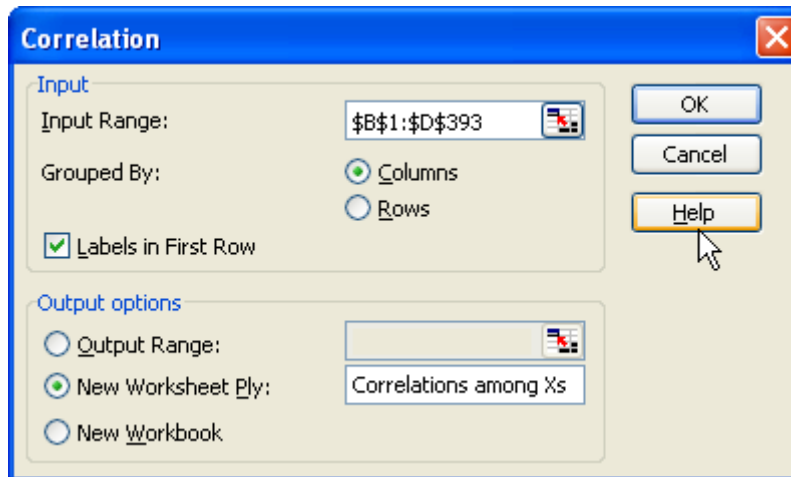 Correlation
Input
Input Range:
$B$1:$D$393
Grouped By:
Columns
Rows
Labels in First Row
OK
Cancel
Help
Output options
Output Range:
New Worksheet Ply:
Correlations among Xs
New Workbook